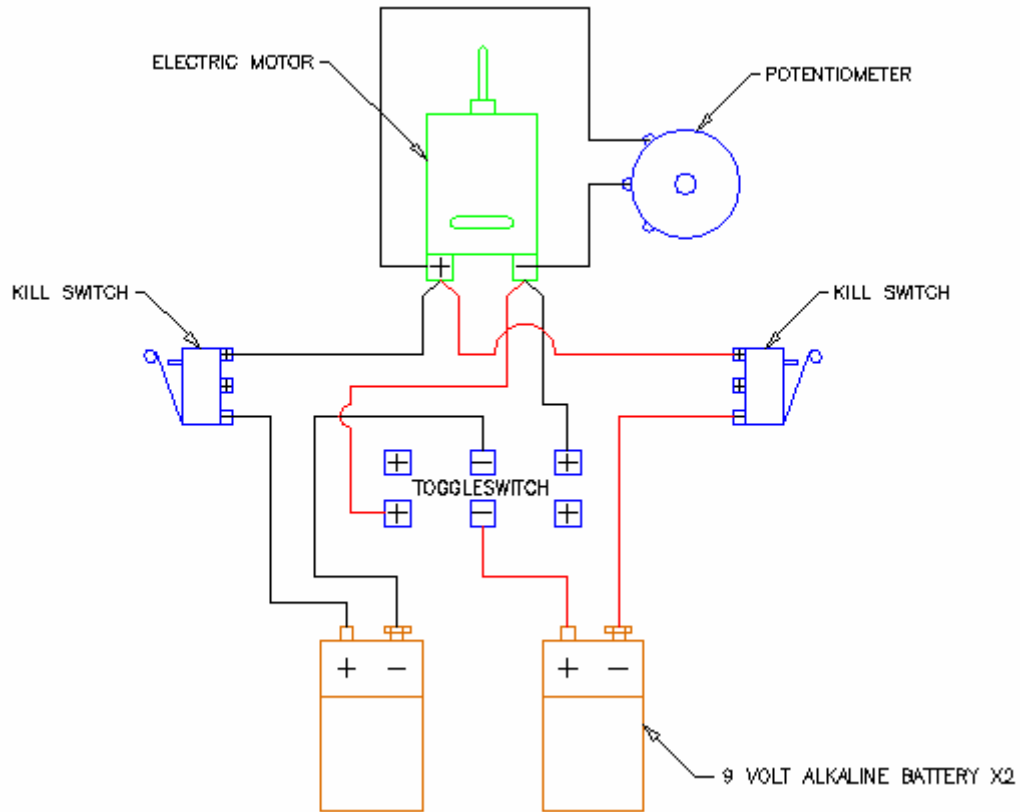 ELECTRIC MOTOR
POTENTIOMETER
+ −
KILL SWITCH
KILL SWITCH
+ +
+ +
+ − +
TOGGLESWITCH
+ − +
+ − + −
9 VOLT ALKALINE BATTERY X2